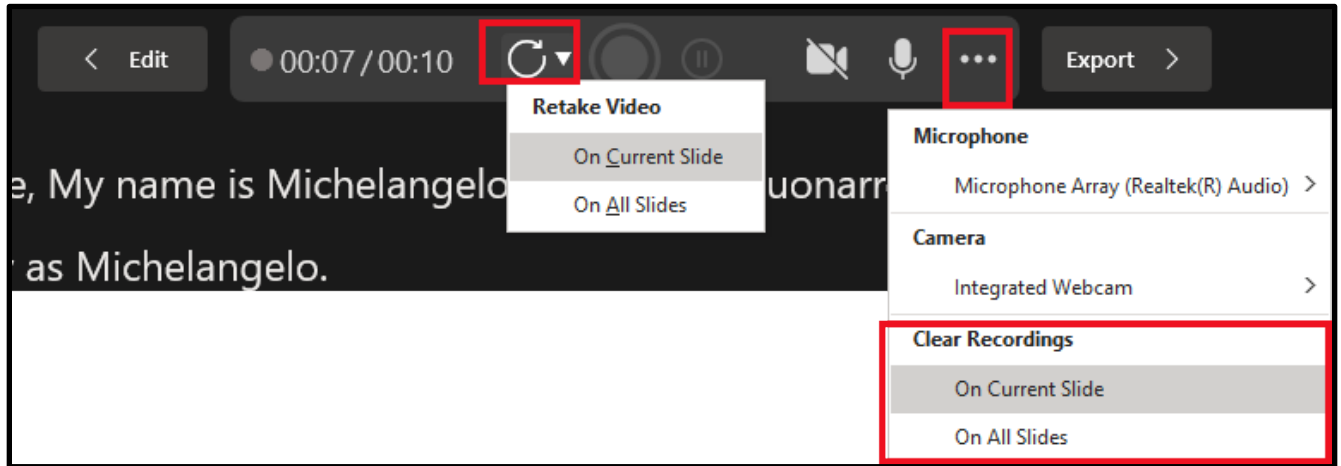 Edit
00:07 / 00:10
Export
Retake Video
On Current Slide
On All Slides
Microphone
Microphone Array (Realtek(R) Audio)
Camera
Integrated Webcam
Clear Recordings
On Current Slide
On All Slides
My name is Michelangelo
as Michelangelo.